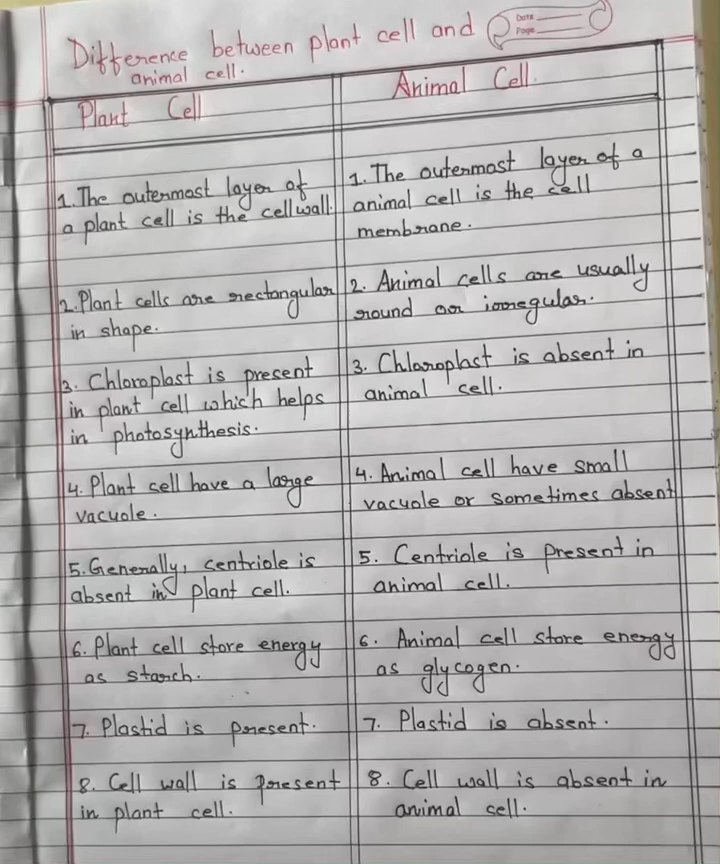 Difference between plant cell and
animal cell.
Date
Page
Plant Cell
Animal Cell.
1. The outermost layer of
a plant cell is the cellwall.
1. The outermost layer of a
animal cell is the cell
membrane.
2. Plant cells are rectangular
in shape.
2. Animal cells are usually
round or irregular.
3. Chloroplast is present
in plant cell which helps
in photosynthesis.
3. Chloroplast is absent in
animal cell.
4. Plant cell have a large
vacuole.
4. Animal cell have small
vacuole or sometimes absent
5. Generally, centriole is
absent in plant cell.
5. Centriole is present in
animal cell.
6. Plant cell store energy
as starch.
6. Animal cell store energy
as glycogen.
7. Plastid is present.
7. Plastid is absent.
8. Cell wall is present
in plant cell.
8. Cell wall is absent in
animal cell.